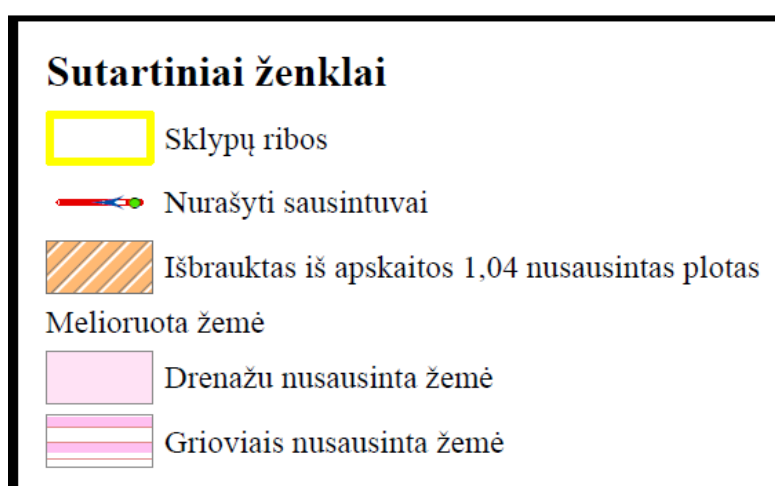 Sutartiniai ženklai
Sklypų ribos
Nurašyti sausintuvai
Išbrauktas iš apskaitos 1,04 nusausintas plotas
Melioruota žemė
Drenažu nusausinta žemė
Grioviais nusausinta žemė